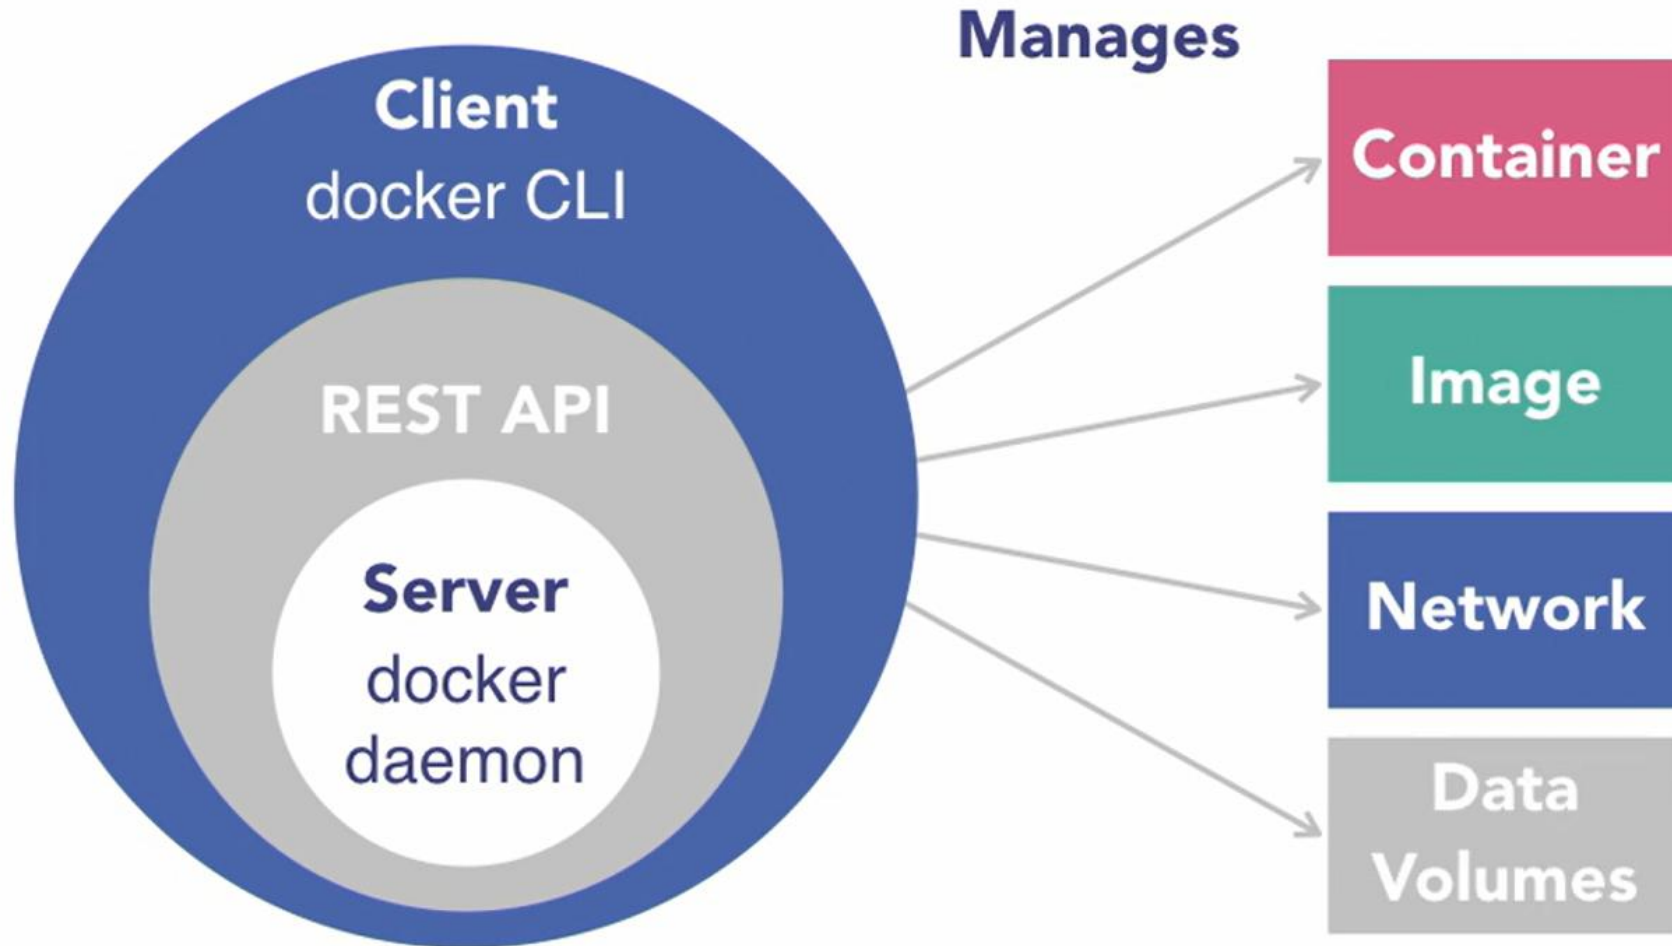 Manages
Client
docker CLI
REST API
Server
docker
daemon
Container
Image
Network
Data
Volumes